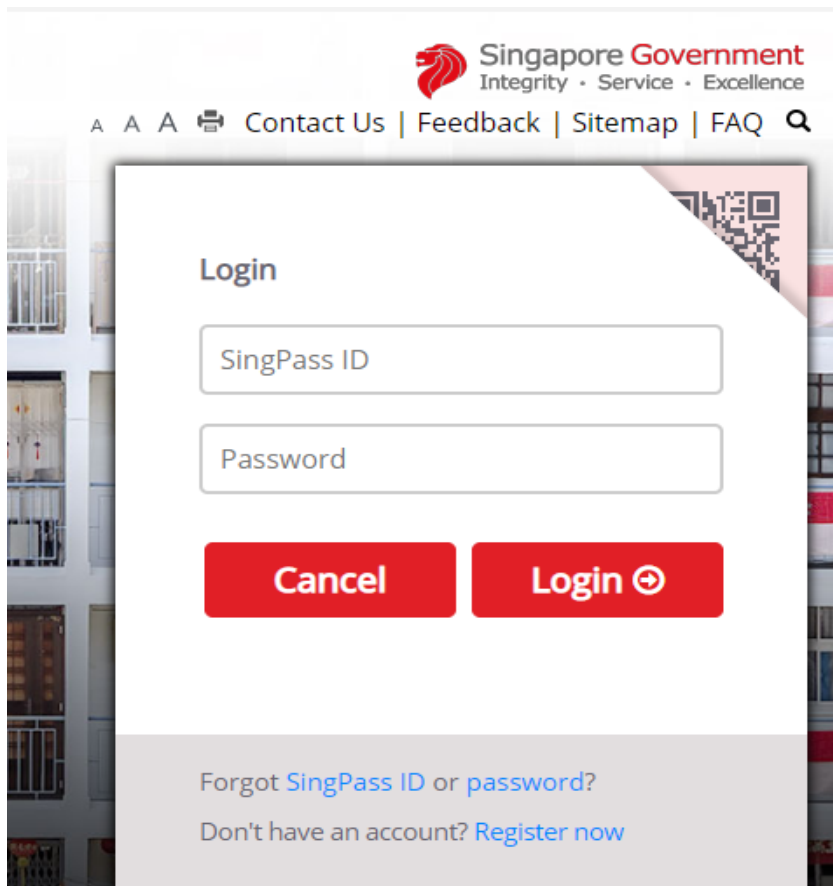 Singapore Government
Integrity · Service · Excellence
A A A Contact Us | Feedback | Sitemap | FAQ
Login
SingPass ID
Password
Cancel Login
Forgot SingPass ID or password?
Don't have an account? Register now